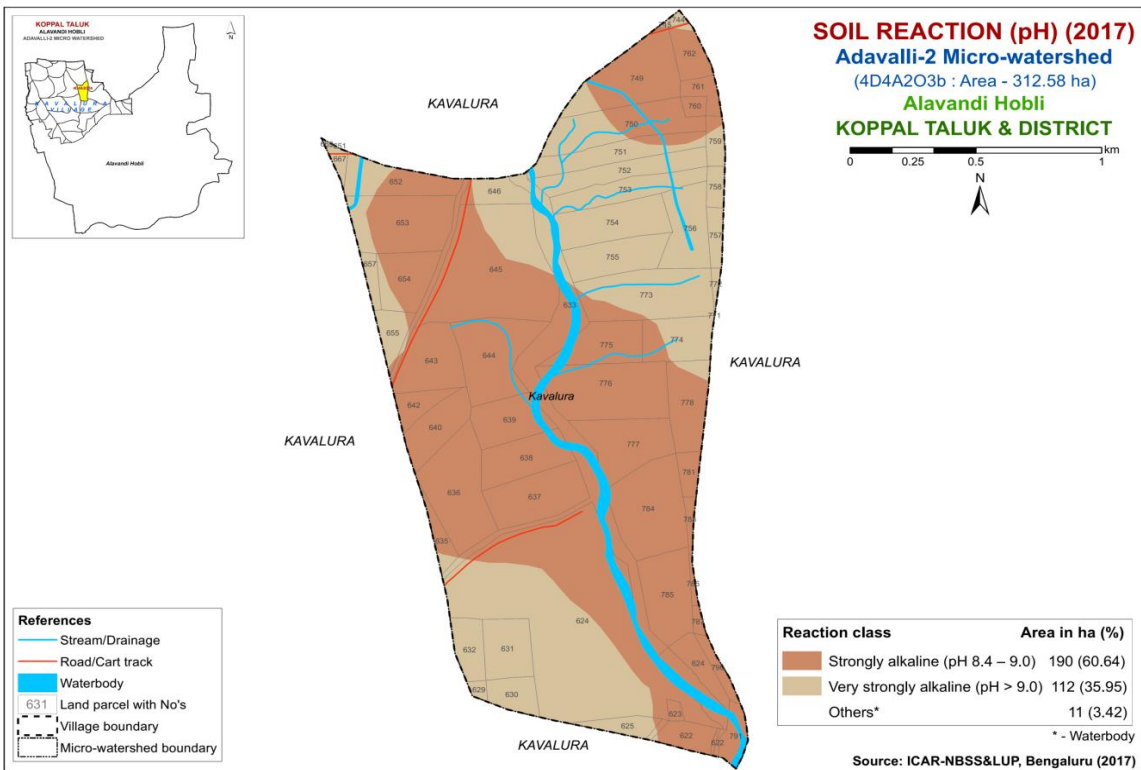 KOPPAL TALUK
ALAVANDI HOBLI
ADAVALLI-2 MICRO WATERSHED
N
KAVALURA
VILLAGE
Alavandi Hobli
SOIL REACTION (pH) (2017)
Adavalli-2 Micro-watershed
(4D4A2O3b : Area - 312.58 ha)
Alavandi Hobli
KOPPAL TALUK & DISTRICT
0 0.25 0.5 1 km
N
KAVALURA
KAVALURA
KAVALURA
KAVALURA
Kavalura
744
762
749
761
760
750
759
751
752
753
758
754
756
757
755
667
652
646
653
645
657
654
773
633
771
655
775
774
643
644
776
778
642
639
640
777
638
781
636
637
784
635
785
624
624
632
631
629
630
625
623
622
622
791
References
Stream/Drainage
Road/Cart track
Waterbody
631 Land parcel with No's
Village boundary
Micro-watershed boundary
Reaction class Area in ha (%)
Strongly alkaline (pH 8.4 – 9.0) 190 (60.64)
Very strongly alkaline (pH > 9.0) 112 (35.95)
Others* 11 (3.42)
* - Waterbody
Source: ICAR-NBSS&LUP, Bengaluru (2017)